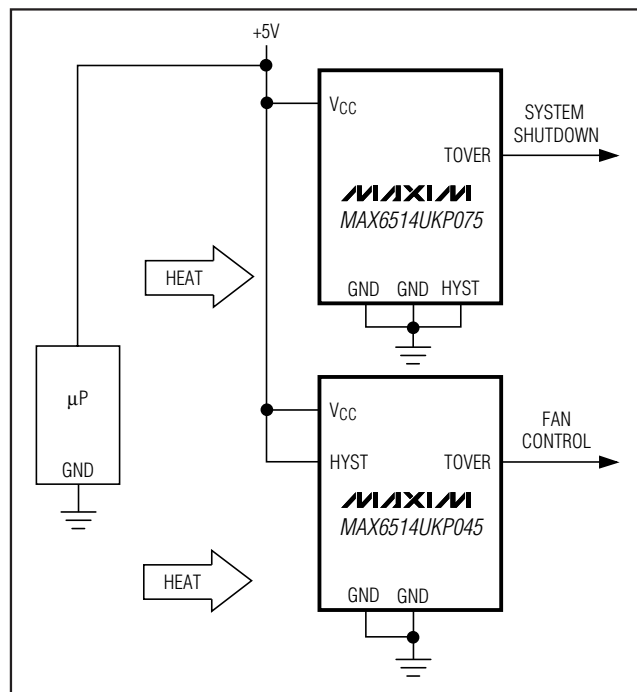 +5V
VCC
TOVER
SYSTEM
SHUTDOWN
MAXIM
MAX6514UKP075
GND GND HYST
HEAT
μP
GND
VCC
HYST
TOVER
FAN
CONTROL
MAXIM
MAX6514UKP045
GND GND
HEAT